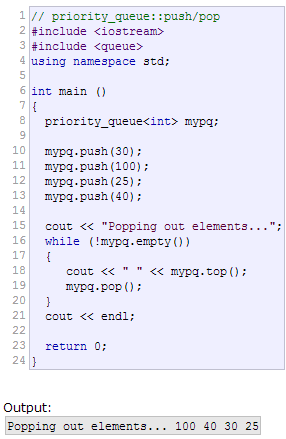 1 // priority_queue::push/pop
2 #include <iostream>
3 #include <queue>
4 using namespace std;
5
6 int main ()
7 {
8   priority_queue<int> mypq;
9
10   mypq.push(30);
11   mypq.push(100);
12   mypq.push(25);
13   mypq.push(40);
14
15   cout << "Popping out elements...";
16   while (!mypq.empty())
17   {
18      cout << " " << mypq.top();
19      mypq.pop();
20   }
21   cout << endl;
22
23   return 0;
24 }
Output:
Popping out elements... 100 40 30 25